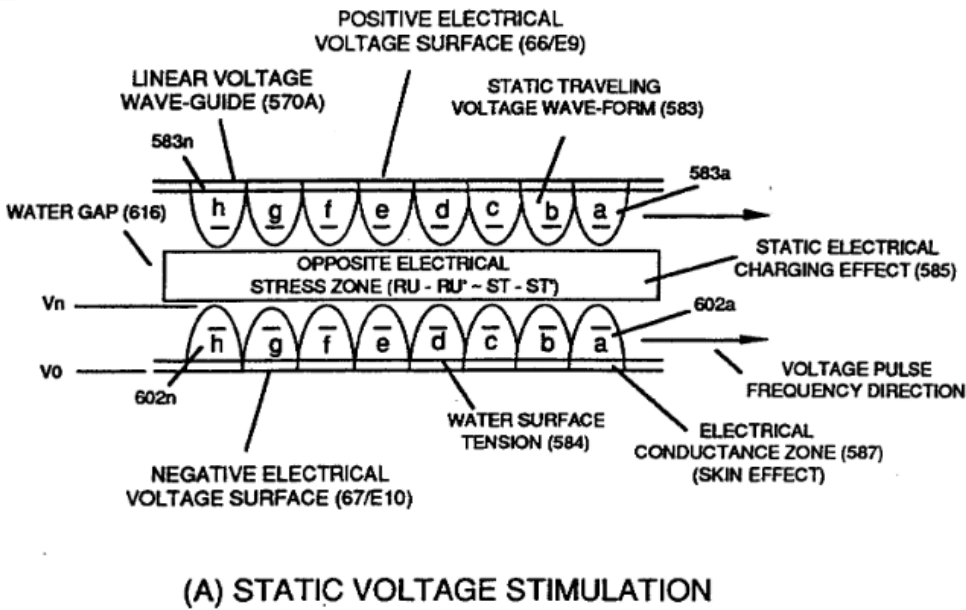 POSITIVE ELECTRICAL
VOLTAGE SURFACE (66/E9)
LINEAR VOLTAGE
WAVE-GUIDE (570A)
STATIC TRAVELING
VOLTAGE WAVE-FORM (583)
583n
583a
WATER GAP (616)
h g f e d c b a
OPPOSITE ELECTRICAL
STRESS ZONE (RU - RU' ~ ST - ST')
STATIC ELECTRICAL
CHARGING EFFECT (585)
Vn
602a
h g f e d c b a
Vo
602n
VOLTAGE PULSE
FREQUENCY DIRECTION
WATER SURFACE
TENSION (584)
ELECTRICAL
CONDUCTANCE ZONE (587)
(SKIN EFFECT)
NEGATIVE ELECTRICAL
VOLTAGE SURFACE (67/E10)
(A) STATIC VOLTAGE STIMULATION